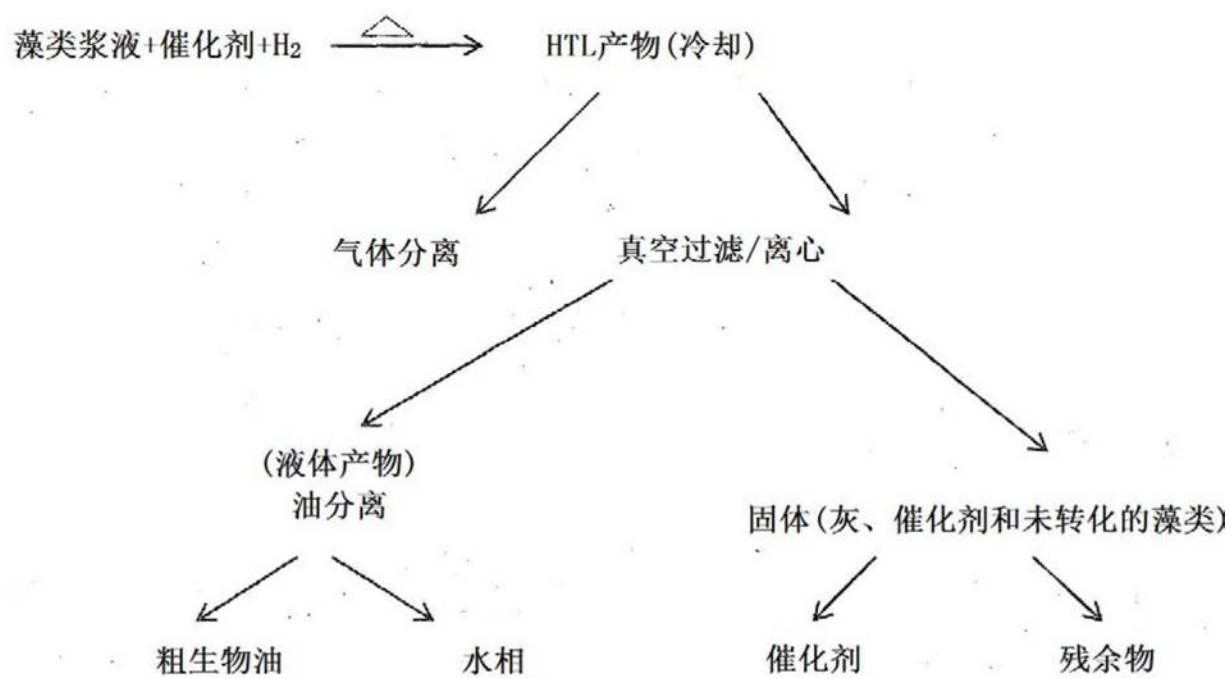 藻类浆液+催化剂+H₂ △ HTL产物(冷却)
气体分离 真空过滤/离心
(液体产物)
油分离
固体(灰、催化剂和未转化的藻类)
粗生物油 水相 催化剂 残余物